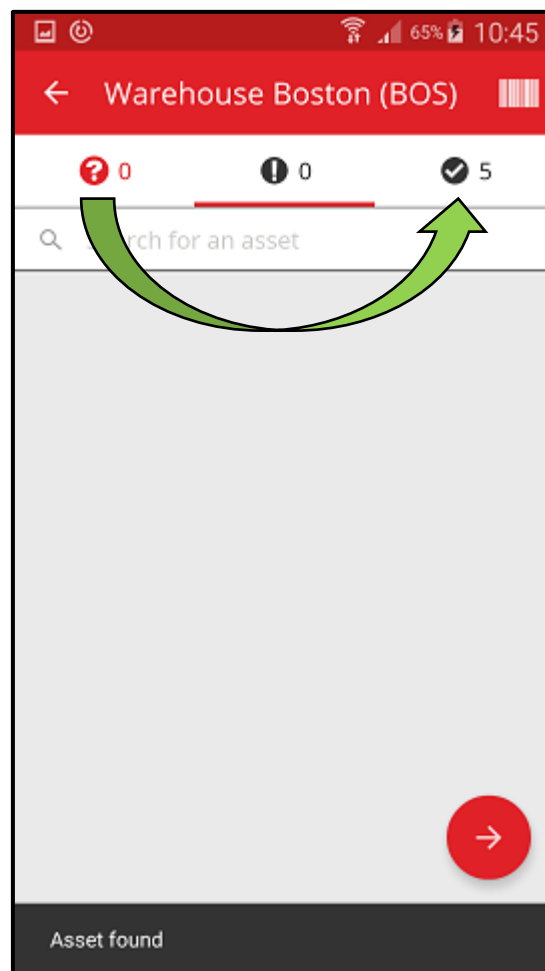 65% 10:45
Warehouse Boston (BOS)
0 0 5
rch for an asset
Asset found